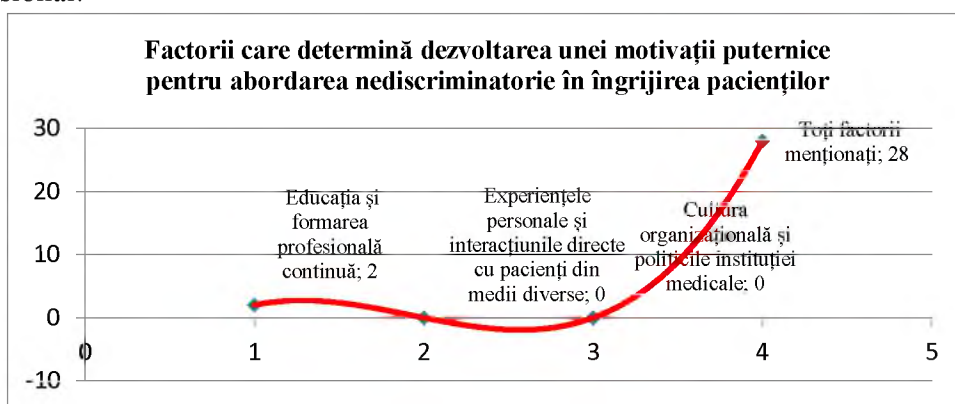 Factorii care determină dezvoltarea unei motivații puternice
pentru abordarea nediscriminatorie în îngrijirea pacienților
30
20
10
0
-10
0
1
2
3
4
5
Educația și
formarea
profesională
continuă; 2
Experiențele
personale și
interacțiunile directe
cu pacienți din
medii diverse; 0
Cultura
organizațională și
politicile instituției
medicale; 0
Toți factorii
menționați; 28